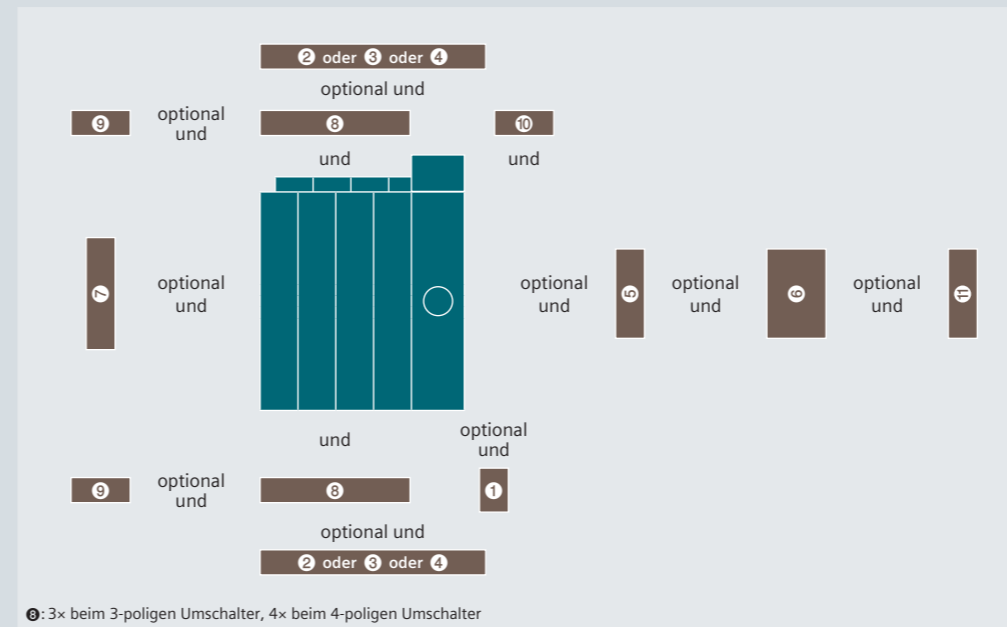 ❷ oder ❸ oder ❹
optional und
❾
optional
und
❽
❿
und
und
❼
optional
und
optional
und
❺
optional
und
❻
optional
und
⓫
und
optional
und
❾
optional
und
❽
❶
optional und
❷ oder ❸ oder ❹
❽: 3× beim 3-poligen Umschalter, 4× beim 4-poligen Umschalter